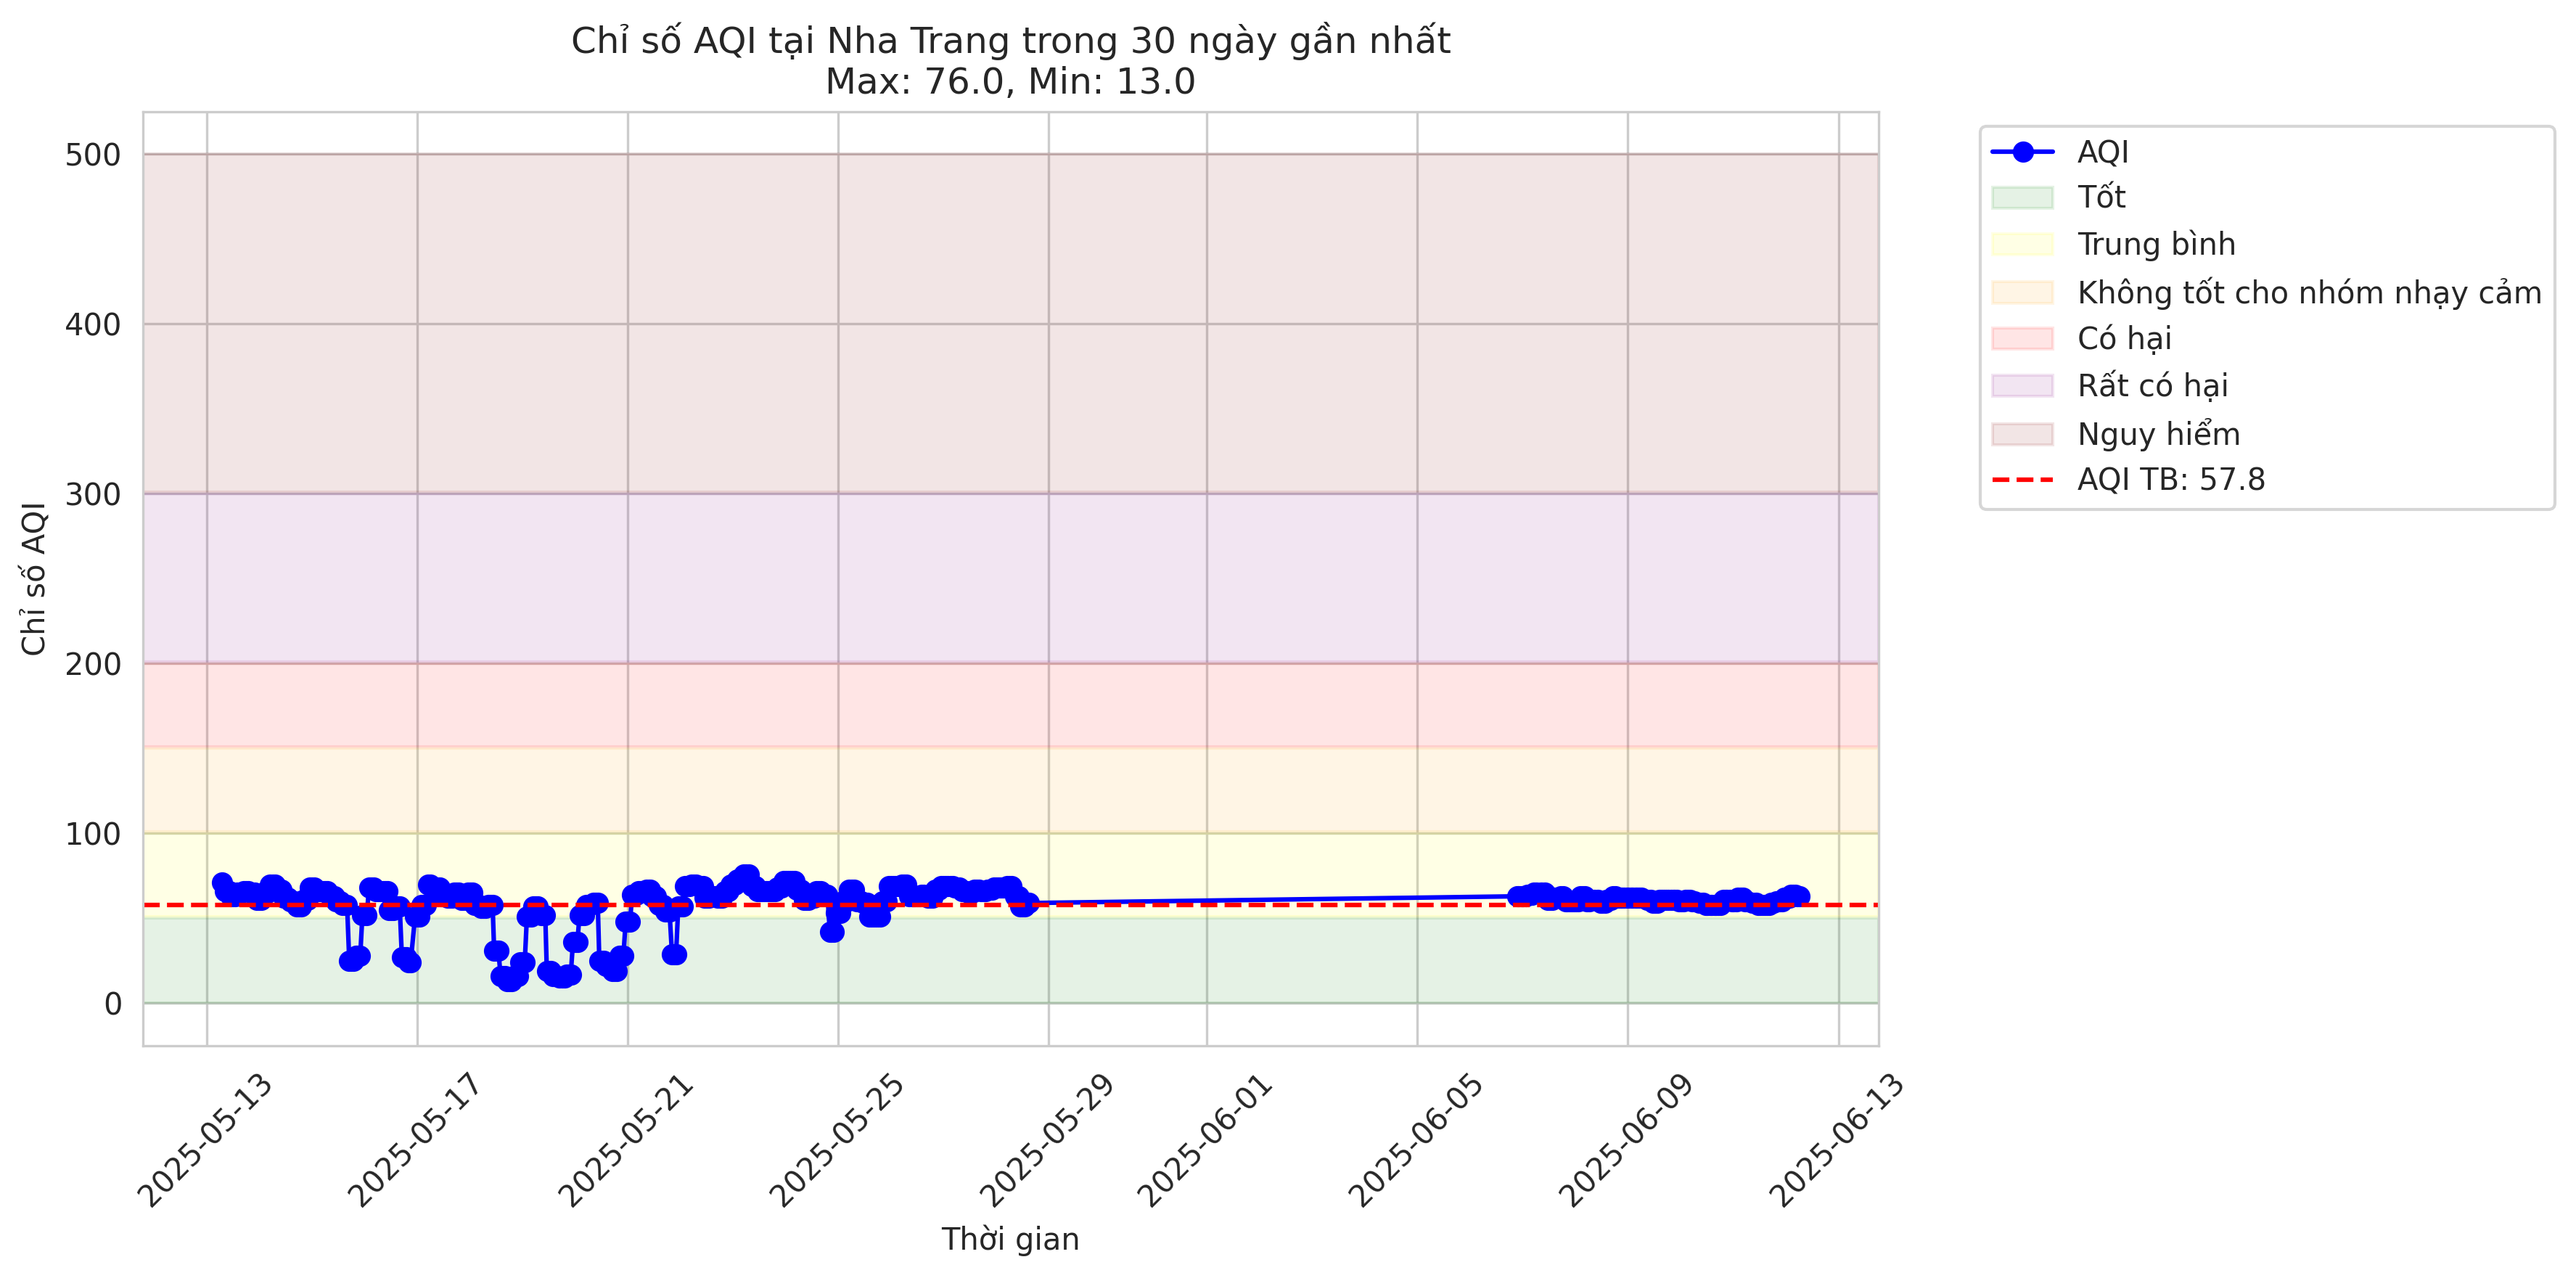 Chỉ số AQI tại Nha Trang trong 30 ngày gần nhất
Max: 76.0, Min: 13.0
Chỉ số AQI
500
400
300
200
100
0
2025-05-13
2025-05-17
2025-05-21
2025-05-25
2025-05-29
2025-06-01
2025-06-05
2025-06-09
2025-06-13
Thời gian
AQI
Tốt
Trung bình
Không tốt cho nhóm nhạy cảm
Có hại
Rất có hại
Nguy hiểm
AQI TB: 57.8